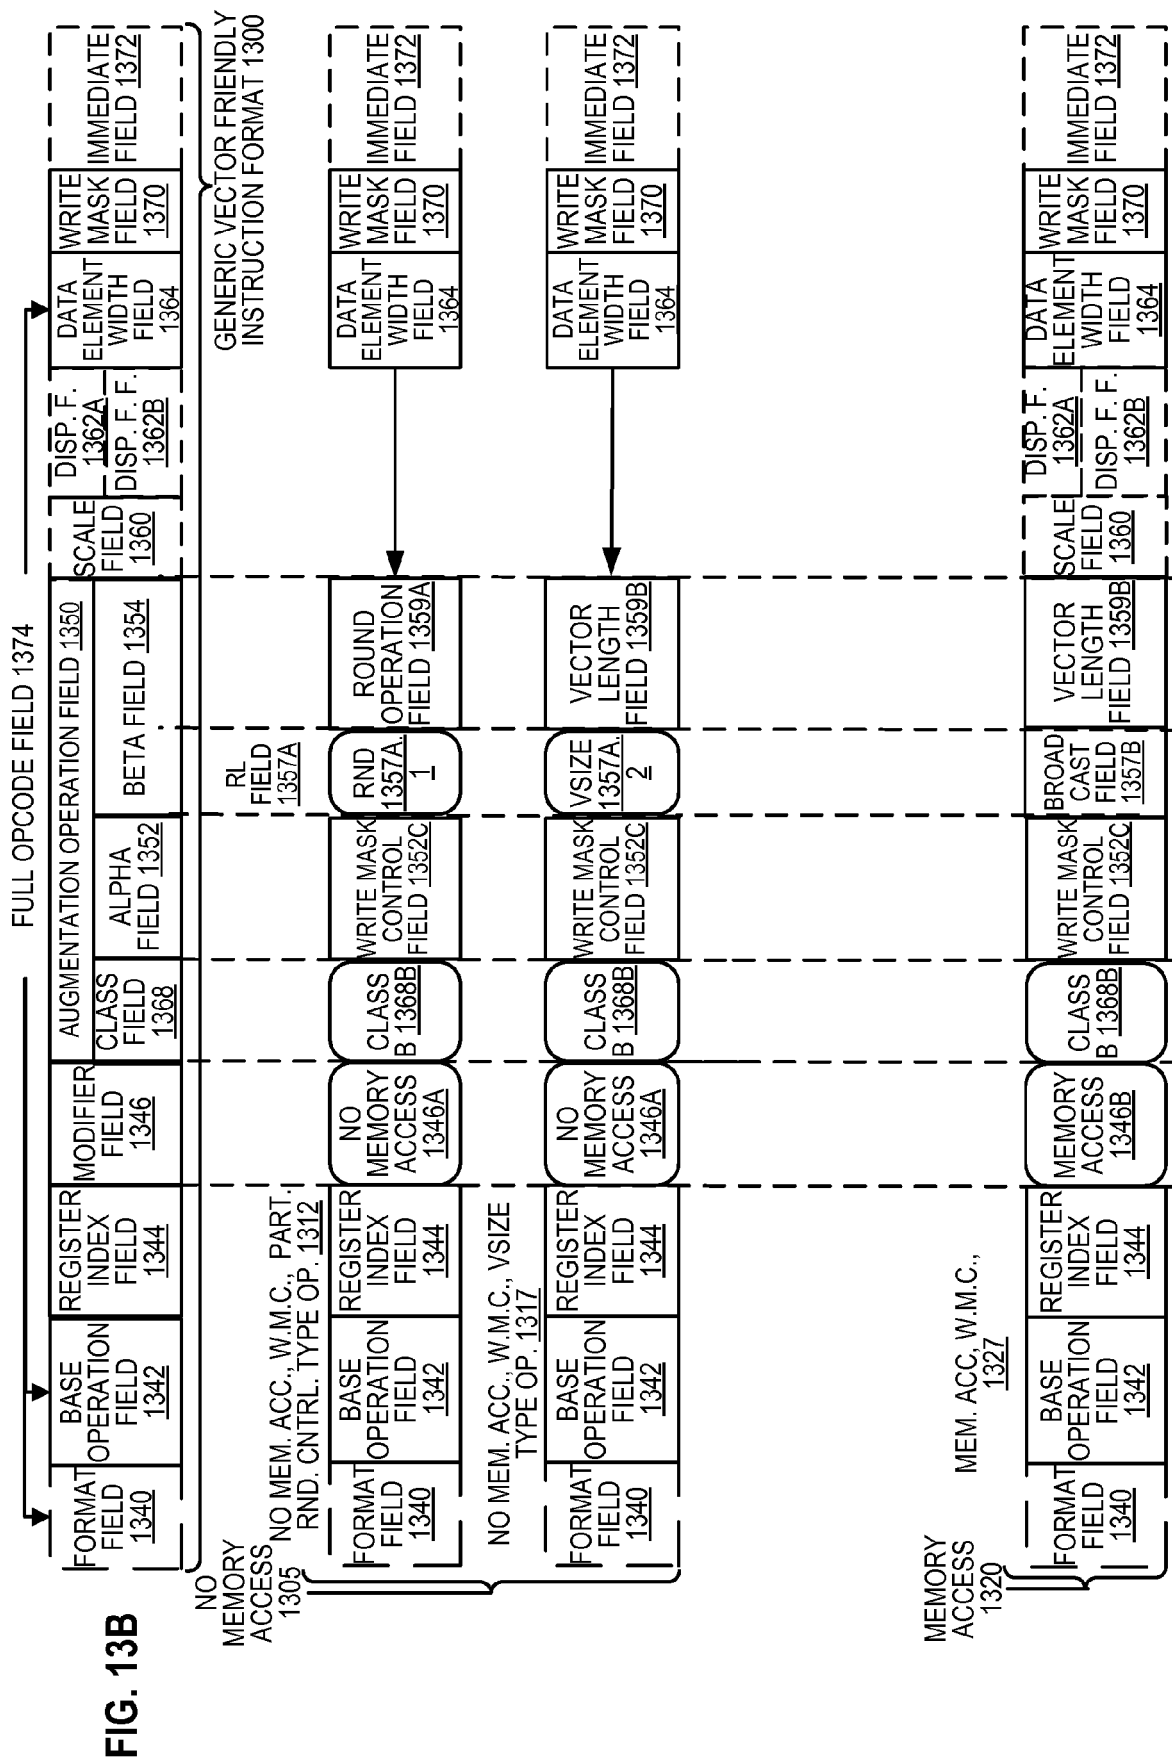 FIG. 13B
FULL OPCODE FIELD 1374
FORMAT
FIELD
1340
BASE
OPERATION
FIELD
1342
REGISTER
INDEX
FIELD
1344
MODIFIER
FIELD
1346
AUGMENTATION OPERATION FIELD 1350
CLASS
FIELD
1368
ALPHA
FIELD 1352
BETA FIELD 1354
SCALE
FIELD
1360
DISP. F.
1362A
DISP. F. F.
1362B
DATA
ELEMENT
WIDTH
FIELD
1364
WRITE
MASK
FIELD
1370
IMMEDIATE
FIELD 1372
GENERIC VECTOR FRIENDLY
INSTRUCTION FORMAT 1300
NO
MEMORY
ACCESS
1305
NO MEM. ACC., W.M.C., PART.
RND. CNTRL. TYPE OP. 1312
RL
FIELD
1357A
FORMAT
FIELD
1340
BASE
OPERATION
FIELD
1342
REGISTER
INDEX
FIELD
1344
NO
MEMORY
ACCESS
1346A
CLASS
B 1368B
WRITE MASK
CONTROL
FIELD 1352C
RND
1357A.
1
ROUND
OPERATION
FIELD 1359A
DATA
ELEMENT
WIDTH
FIELD
1364
WRITE
MASK
FIELD
1370
IMMEDIATE
FIELD 1372
NO MEM. ACC., W.M.C., VSIZE
TYPE OP. 1317
FORMAT
FIELD
1340
BASE
OPERATION
FIELD
1342
REGISTER
INDEX
FIELD
1344
NO
MEMORY
ACCESS
1346A
CLASS
B 1368B
WRITE MASK
CONTROL
FIELD 1352C
VSIZE
1357A.
2
VECTOR
LENGTH
FIELD 1359B
DATA
ELEMENT
WIDTH
FIELD
1364
WRITE
MASK
FIELD
1370
IMMEDIATE
FIELD 1372
MEMORY
ACCESS
1320
MEM. ACC, W.M.C.,
1327
FORMAT
FIELD
1340
BASE
OPERATION
FIELD
1342
REGISTER
INDEX
FIELD
1344
MEMORY
ACCESS
1346B
CLASS
B 1368B
WRITE MASK
CONTROL
FIELD 1352C
BROAD
CAST
FIELD
1357B
VECTOR
LENGTH
FIELD 1359B
SCALE
FIELD
1360
DISP. F.
1362A
DISP. F. F.
1362B
DATA
ELEMENT
WIDTH
FIELD
1364
WRITE
MASK
FIELD
1370
IMMEDIATE
FIELD 1372